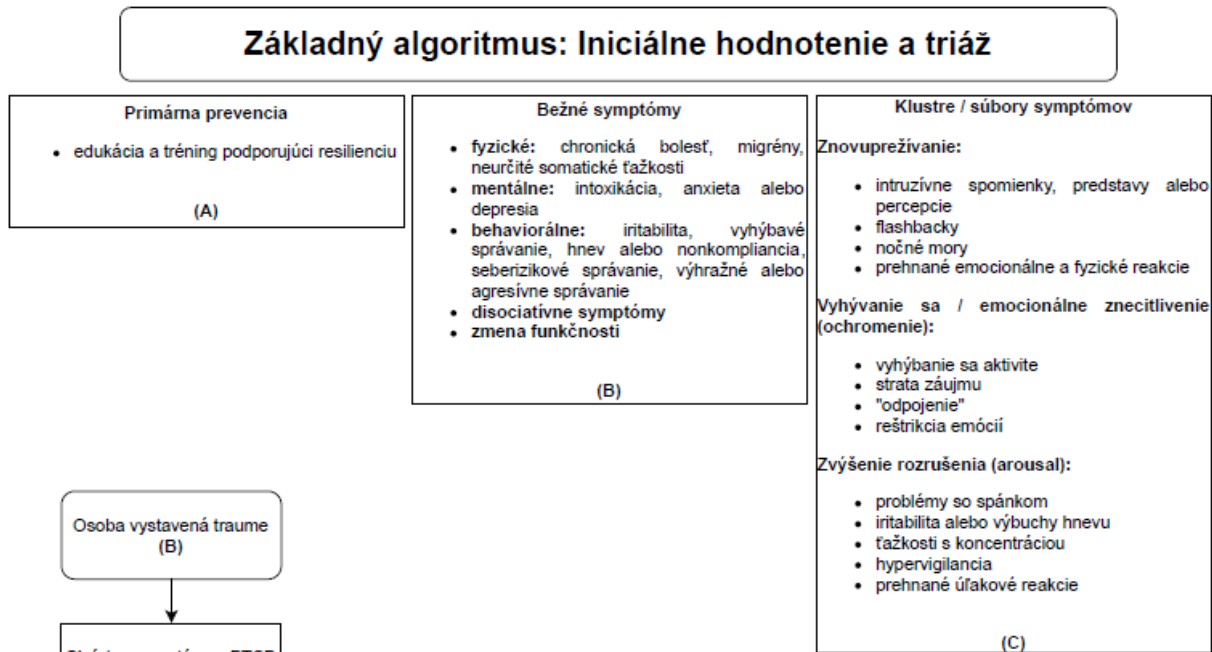 Základný algoritmus: Iniciálne hodnotenie a triáž
Primárna prevencia
• edukácia a tréning podporujúci resilienciu
(A)
Bežné symptómy
• fyzické: chronická bolesť, migrény,
neurčité somatické ťažkosti
• mentálne: intoxikácia, anxieta alebo
depresia
• behaviorálne: iritabilita, vyhýbavé
správanie, hnev alebo nonkompliancia,
seberizikové správanie, výhražné alebo
agresívne správanie
• disociatívne symptómy
• zmena funkčnosti
(B)
Klustre / súbory symptómov
Znovuprežívanie:
• intruzívne spomienky, predstavy alebo
percepcie
• flashbacky
• nočné mory
• prehnané emocionálne a fyzické reakcie
Vyhývanie sa / emocionálne znecitlivenie
(ochromenie):
• vyhýbanie sa aktivite
• strata záujmu
• "odpojenie"
• reštrikcia emócií
Zvýšenie rozrušenia (arousal):
• problémy so spánkom
• iritabilita alebo výbuchy hnevu
• ťažkosti s koncentráciou
• hypervigilancia
• prehnané úľakové reakcie
(C)
Osoba vystavená traume
(B)